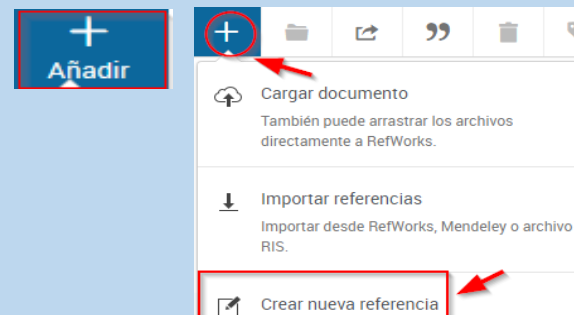 Añadir
Cargar documento
También puede arrastrar los archivos
directamente a RefWorks.
Importar referencias
Importar desde RefWorks, Mendeley o archivo
RIS.
Crear nueva referencia